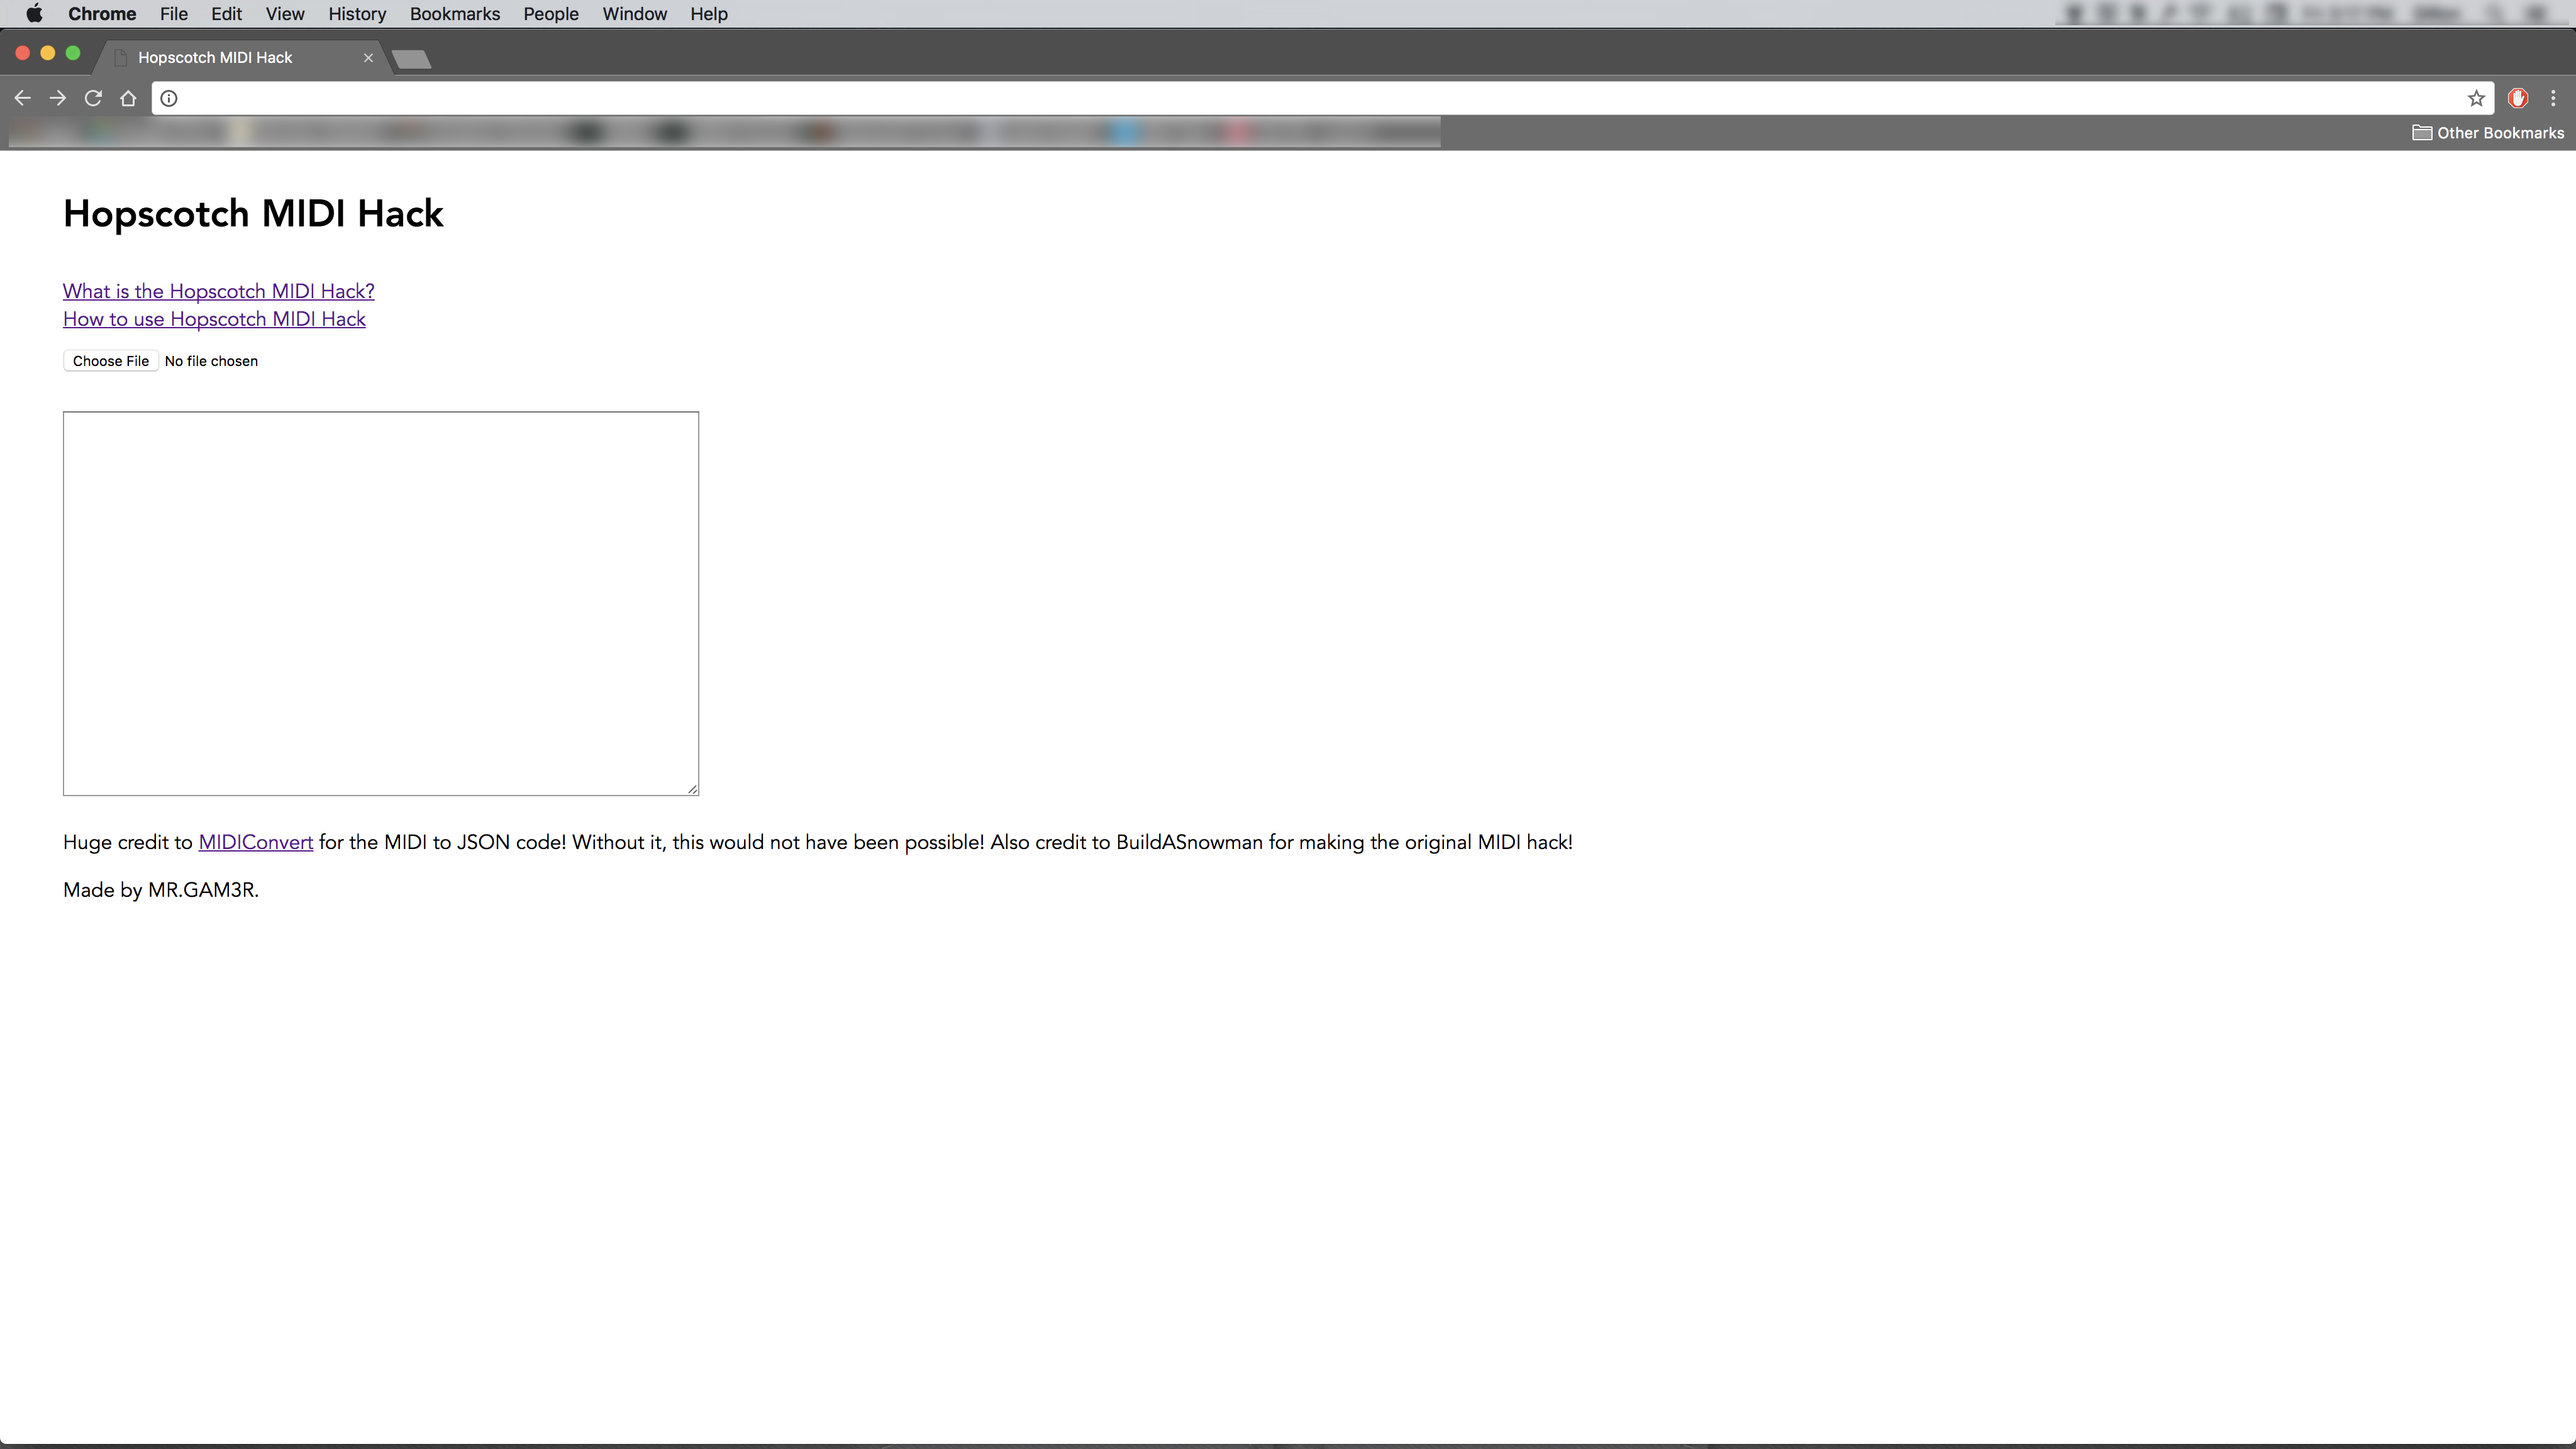 Chrome File Edit View History Bookmarks People Window Help
Hopscotch MIDI Hack
Other Bookmarks
Hopscotch MIDI Hack
What is the Hopscotch MIDI Hack?
How to use Hopscotch MIDI Hack
Choose File No file chosen
Huge credit to MIDIConvert for the MIDI to JSON code! Without it, this would not have been possible! Also credit to BuildASnowman for making the original MIDI hack!
Made by MR.GAM3R.